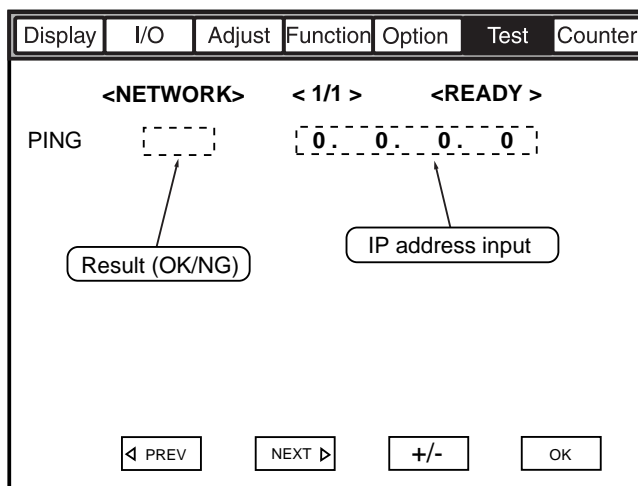 Display I/O Adjust Function Option Test Counter
<NETWORK> < 1/1 > <READY >
PING 0. 0. 0. 0
Result (OK/NG) IP address input
PREV NEXT +/- OK